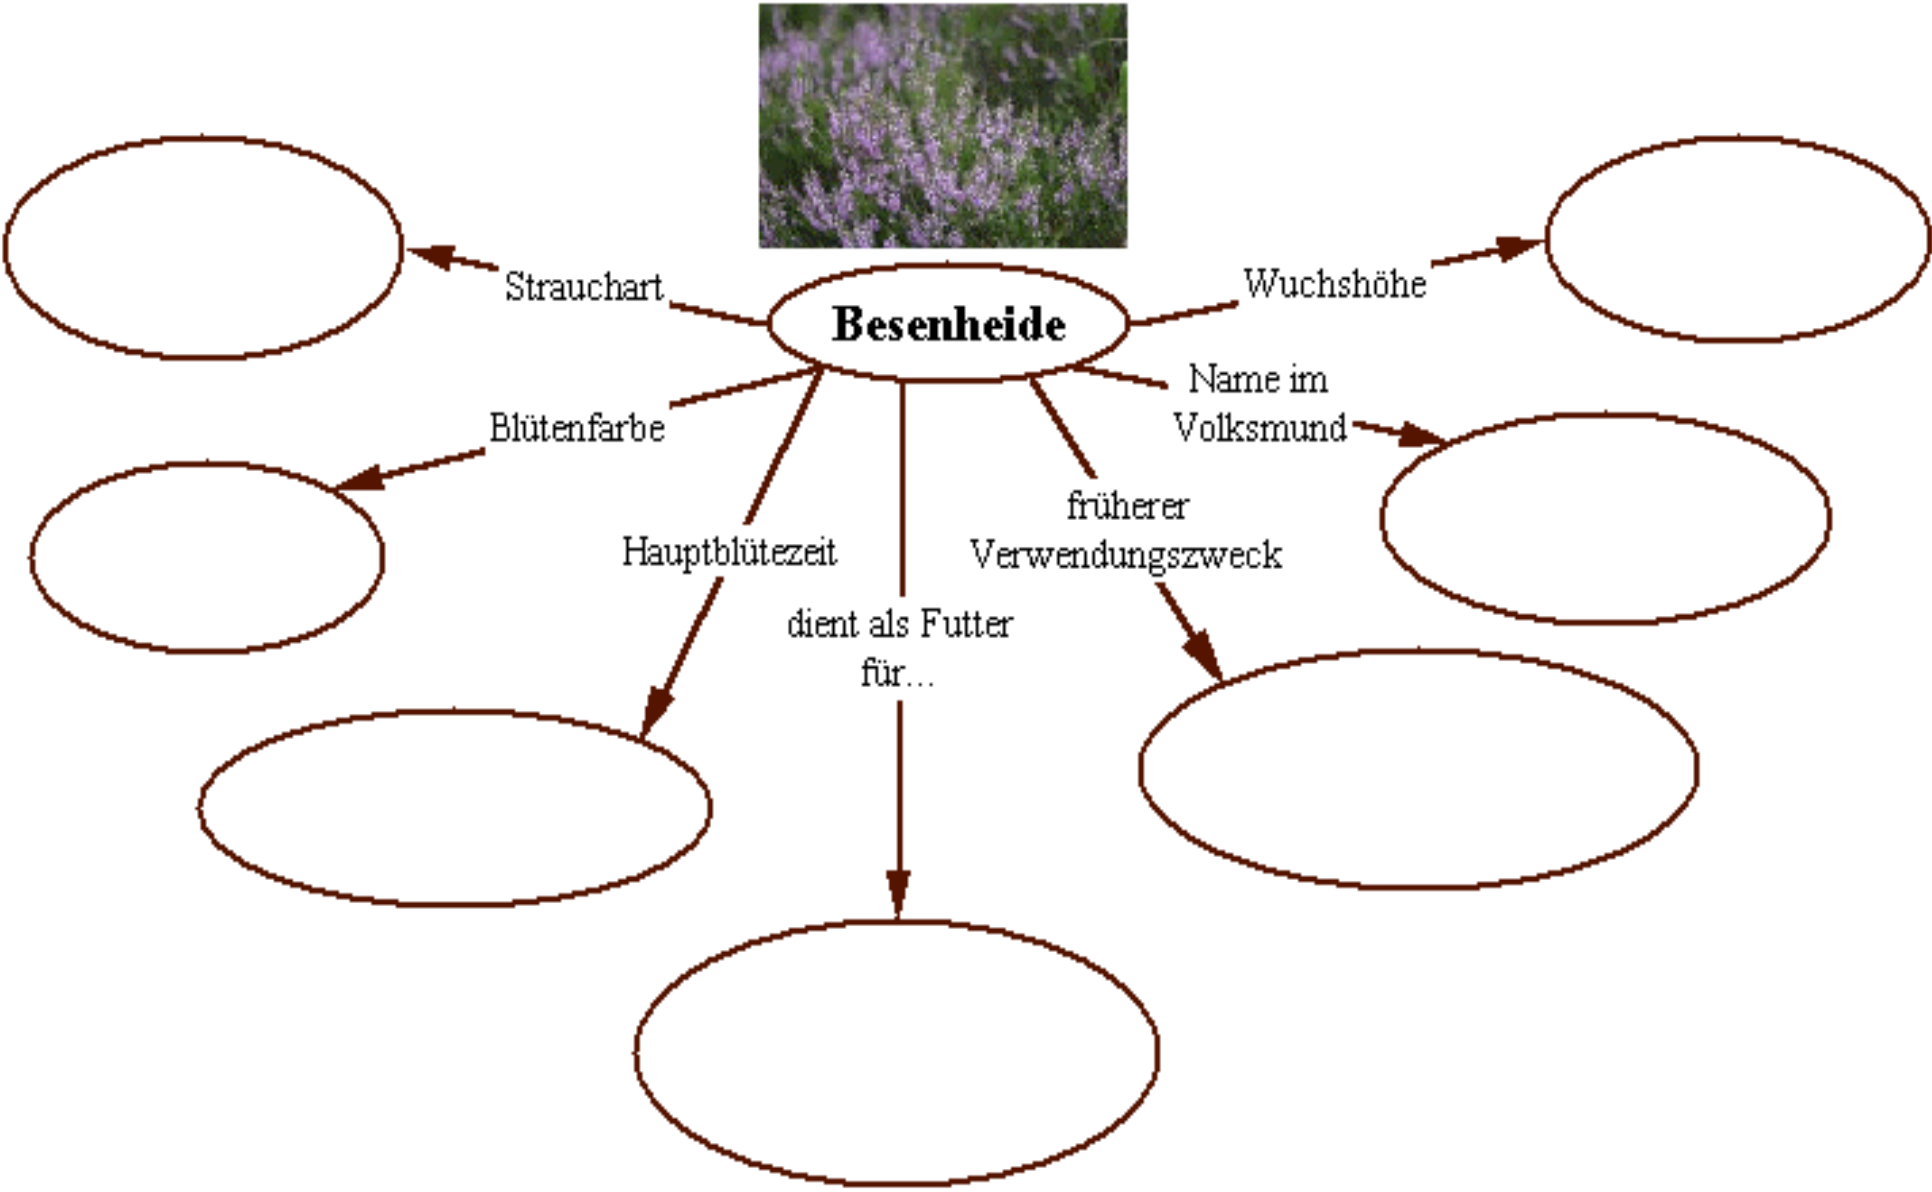 Strauchart
Besenheide
Wuchshöhe
Blütenfarbe
Name im
Volksmund
Hauptblütezeit
früherer
Verwendungszweck
dient als Futter
für...